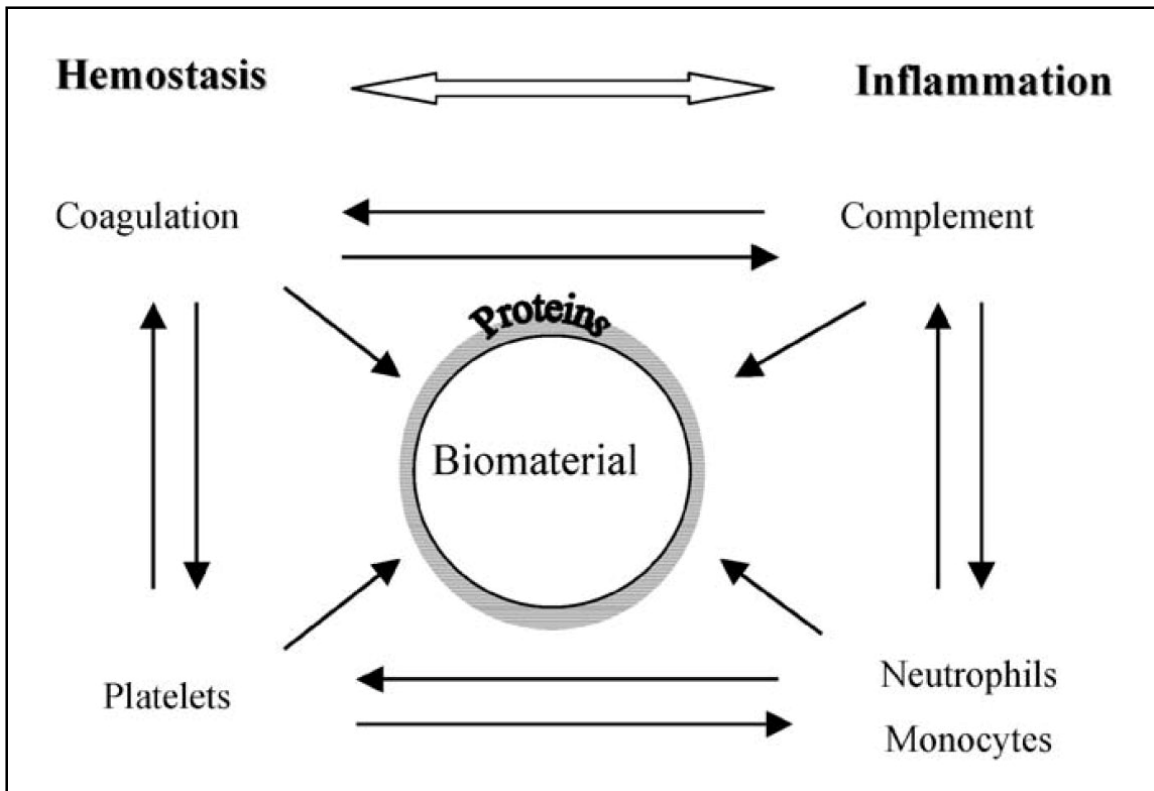 Hemostasis
Inflammation
Coagulation
Complement
Proteins
Biomaterial
Platelets
Neutrophils
Monocytes